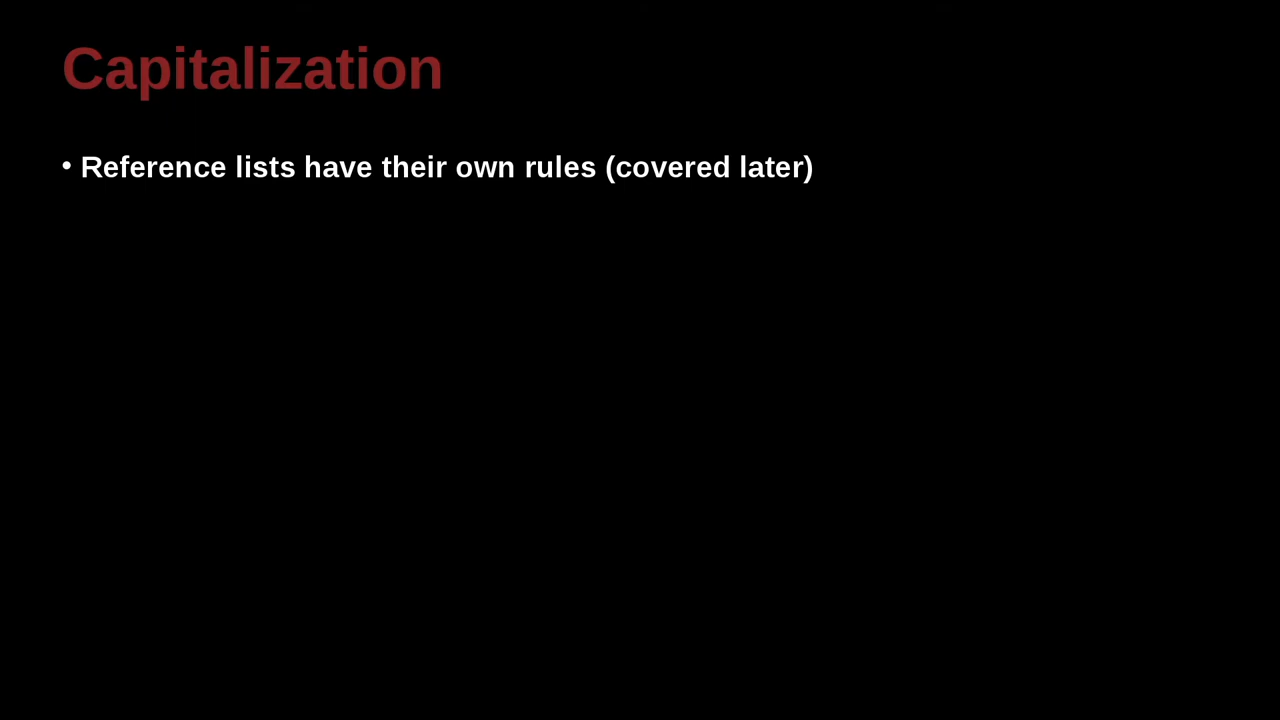 Capitalization
• Reference lists have their own rules (covered later)